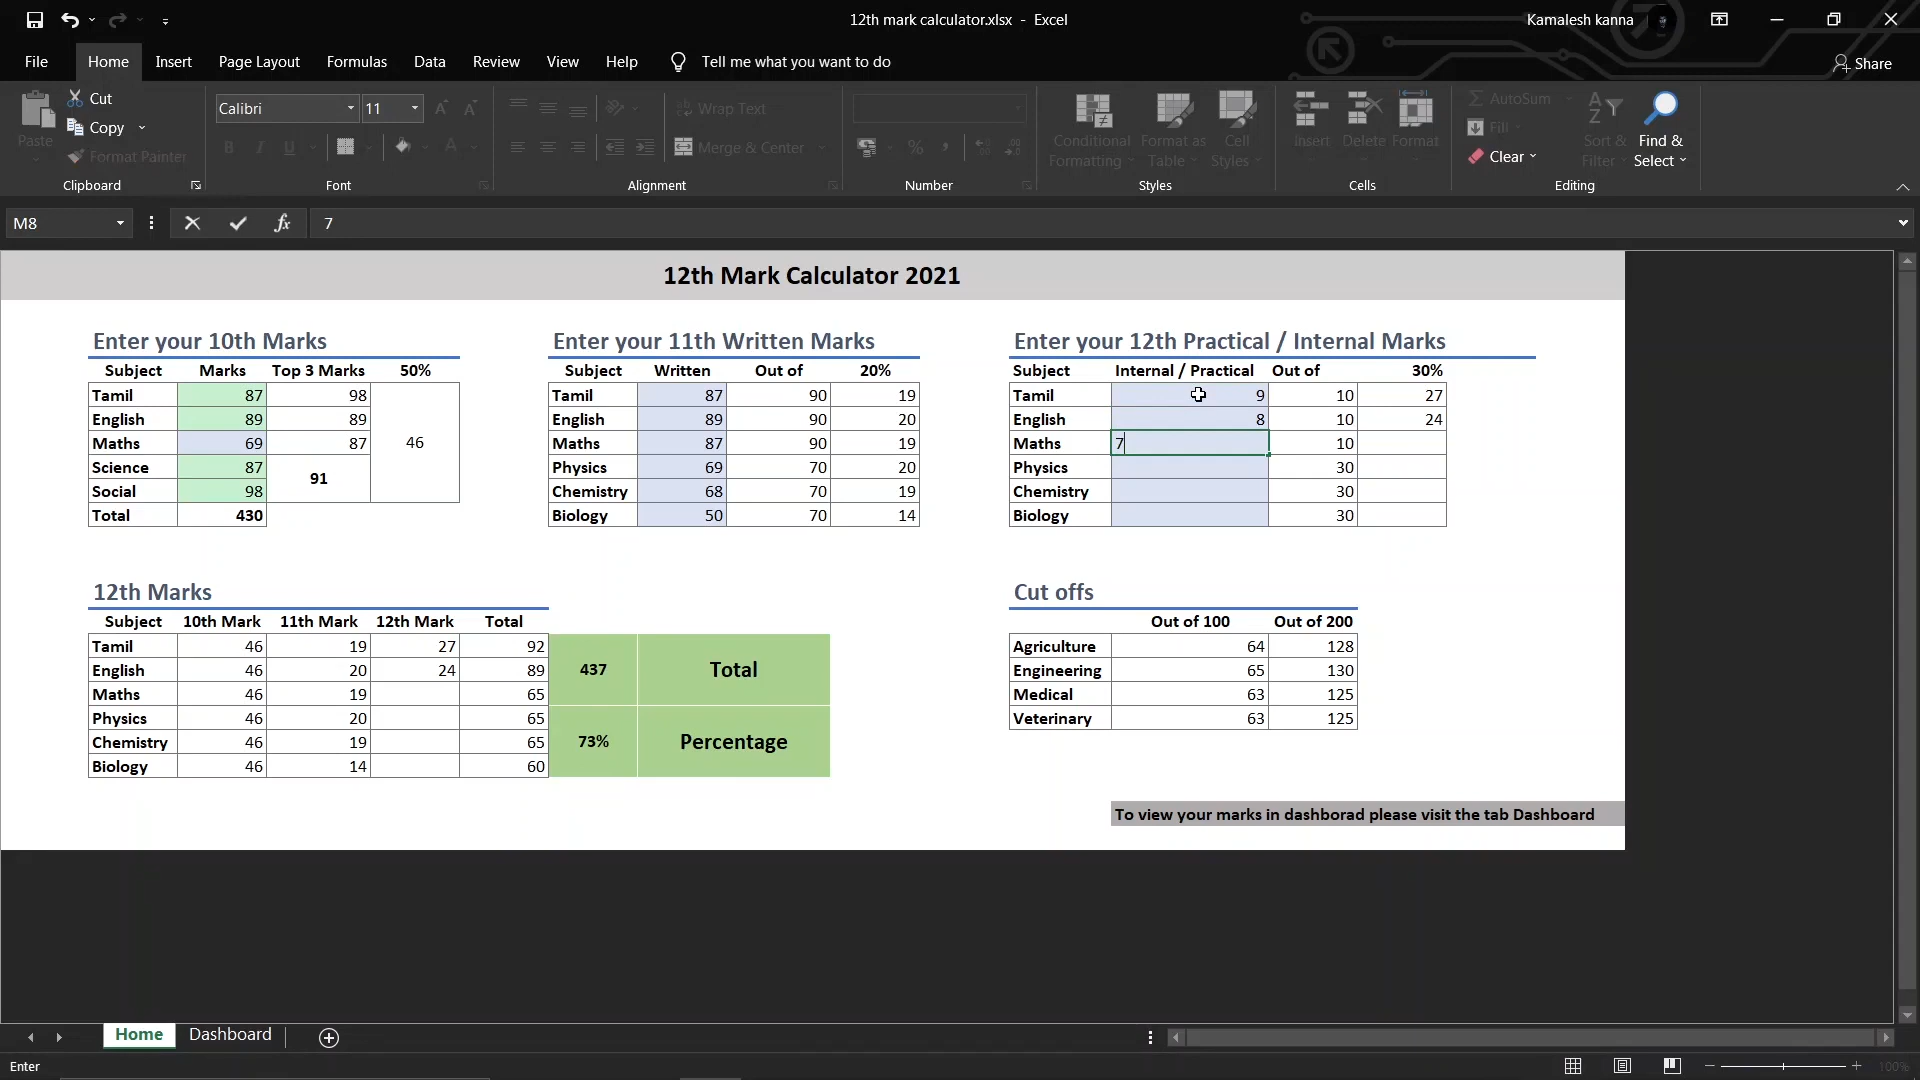 12th mark calculator.xlsx - Excel
Kamalesh kanna
File Home Insert Page Layout Formulas Data Review View Help Tell me what you want to do
Share
Paste
Cut
Copy
Format Painter
Clipboard
Calibri 11
B I U
Font
Wrap Text
Merge & Center
Alignment
%
Number
Conditional Formatting
Format as Table
Cell Styles
Styles
Insert Delete Format
Cells
AutoSum
Fill
Clear
Sort & Filter
Find & Select
Editing
M8 fx 7
12th Mark Calculator 2021
Enter your 10th Marks
Subject Marks Top 3 Marks 50%
Tamil 87 98
English 89 89
Maths 69 87 46
Science 87
91
Social 98
Total 430
Enter your 11th Written Marks
Subject Written Out of 20%
Tamil 87 90 19
English 89 90 20
Maths 87 90 19
Physics 69 70 20
Chemistry 68 70 19
Biology 50 70 14
Enter your 12th Practical / Internal Marks
Subject Internal / Practical Out of 30%
Tamil 9 10 27
English 8 10 24
Maths 7 10
Physics 30
Chemistry 30
Biology 30
12th Marks
Subject 10th Mark 11th Mark 12th Mark Total
Tamil 46 19 27 92
English 46 20 24 89
Maths 46 19 65
Physics 46 20 65
Chemistry 46 19 65
Biology 46 14 60
437 Total
73% Percentage
Cut offs
Out of 100 Out of 200
Agriculture 64 128
Engineering 65 130
Medical 63 125
Veterinary 63 125
To view your marks in dashborad please visit the tab Dashboard
Home Dashboard
Enter
100%